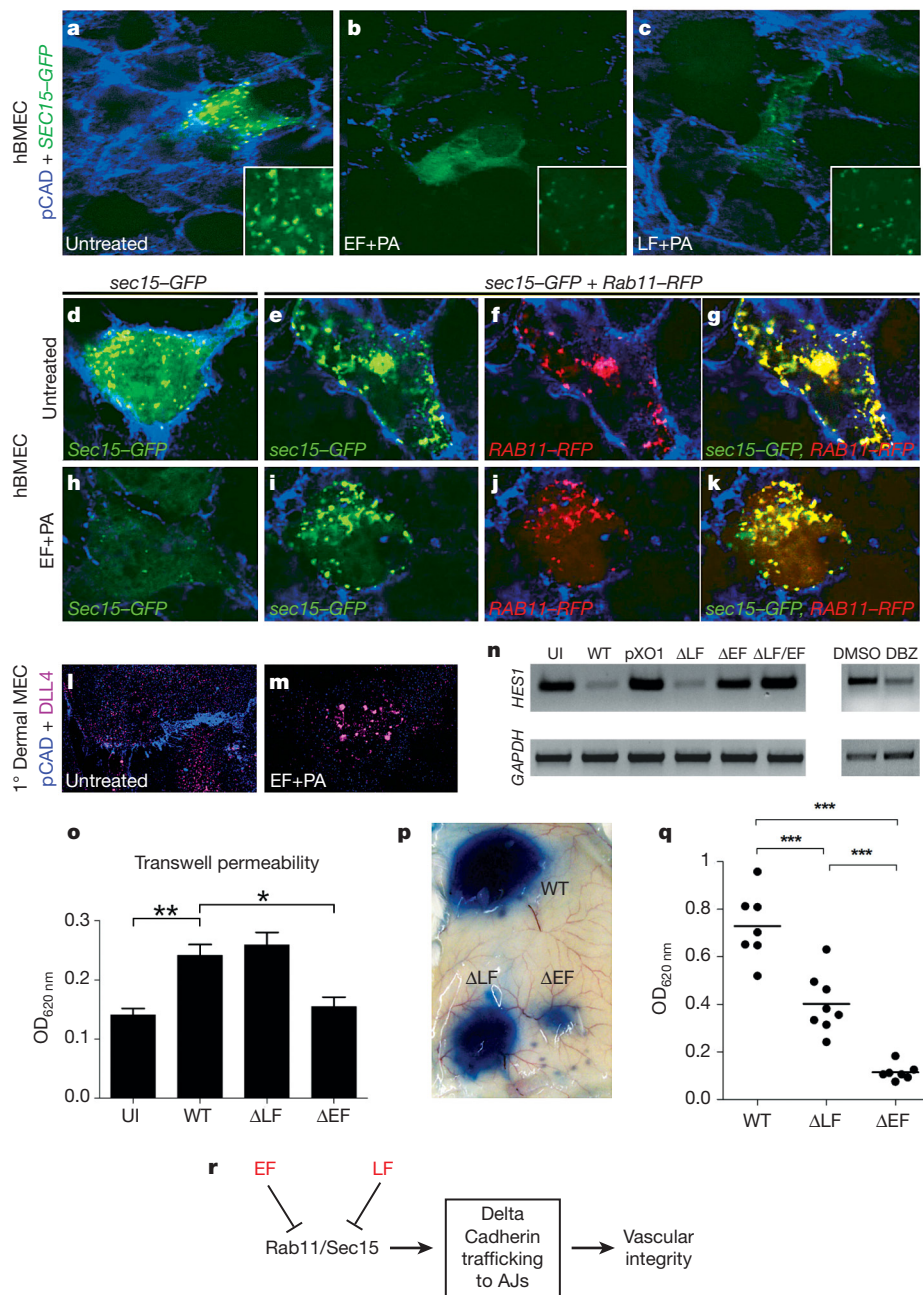 a
b
c
hBMEC
pCAD + SEC15–GFP
Untreated
EF+PA
LF+PA
sec15–GFP
sec15–GFP + Rab11–RFP
d
e
f
g
hBMEC
Untreated
Sec15–GFP
sec15–GFP
RAB11–RFP
sec15–GFP, RAB11–RFP
h
i
j
k
EF+PA
Sec15–GFP
sec15–GFP
RAB11–RFP
sec15–GFP, RAB11–RFP
l
m
1° Dermal MEC
pCAD + DLL4
Untreated
EF+PA
n
UI WT pXO1 ΔLF ΔEF ΔLF/EF DMSO DBZ
HES1
GAPDH
o
Transwell permeability
**
*
OD620 nm
0.3
0.2
0.1
0.0
UI WT ΔLF ΔEF
p
WT
ΔLF
ΔEF
q
***
***
***
OD620 nm
1
0.8
0.6
0.4
0.2
0
WT ΔLF ΔEF
r
EF
LF
Rab11/Sec15
Delta
Cadherin
trafficking
to AJs
Vascular
integrity